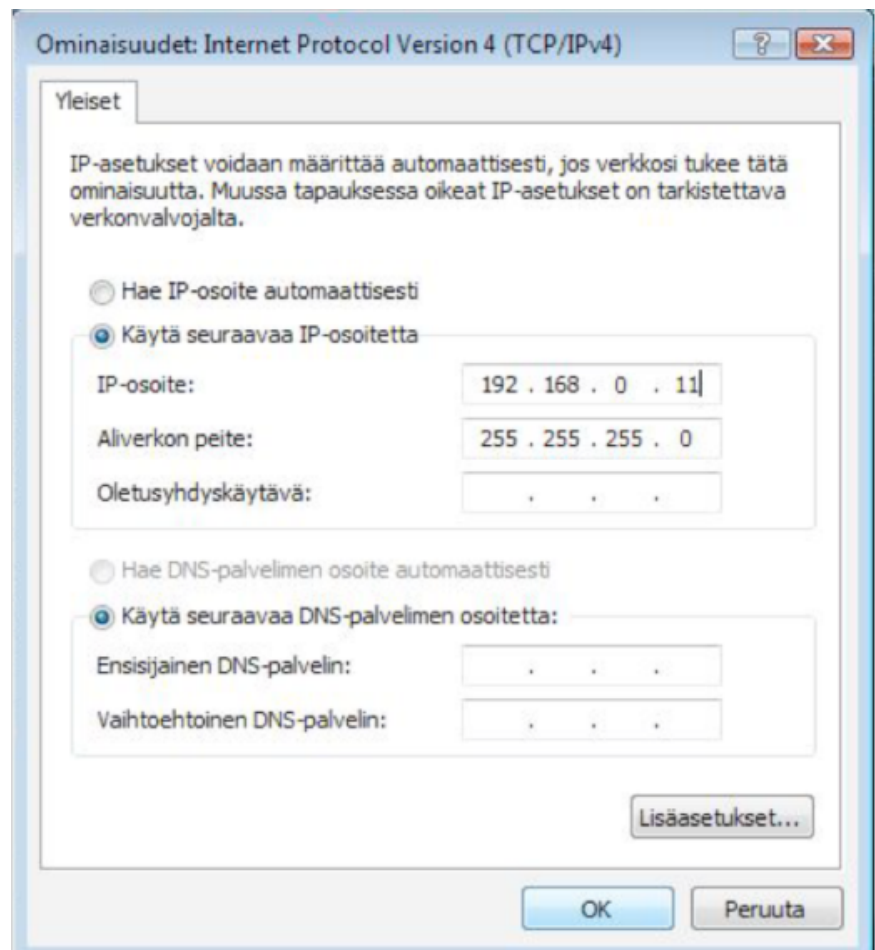 Ominaisuudet: Internet Protocol Version 4 (TCP/IPv4)
Yleiset
IP-asetukset voidaan määrittää automaattisesti, jos verkkosi tukee tätä
ominaisuutta. Muussa tapauksessa oikeat IP-asetukset on tarkistettava
verkonvalvojalta.
Hae IP-osoite automaattisesti
Käytä seuraavaa IP-osoitetta
IP-osoite: 192 . 168 . 0 . 11
Aliverkon peite: 255 . 255 . 255 . 0
Oletusyhdyskäytävä: . . .
Hae DNS-palvelimen osoite automaattisesti
Käytä seuraavaa DNS-palvelimen osoitetta:
Ensisijainen DNS-palvelin: . . .
Vaihtoehtoinen DNS-palvelin: . . .
Lisäasetukset...
OK Peruuta